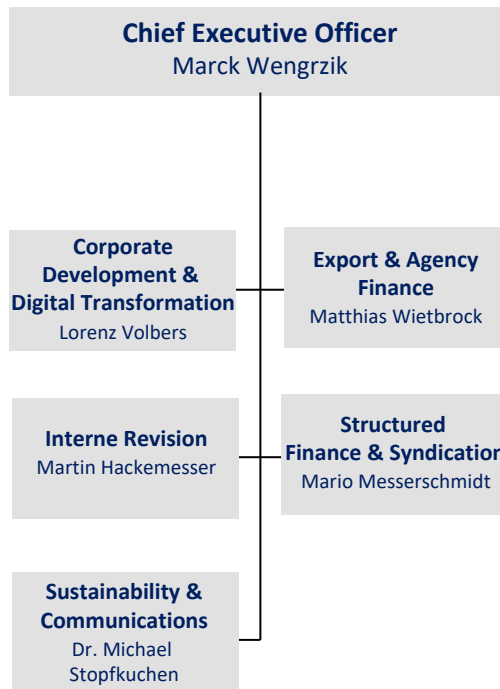 Chief Executive Officer
Marck Wengrzik
Corporate
Development &
Digital Transformation
Lorenz Volbers
Export & Agency
Finance
Matthias Wietbrock
Interne Revision
Martin Hackemesser
Structured
Finance & Syndication
Mario Messerschmidt
Sustainability &
Communications
Dr. Michael
Stopfkuchen